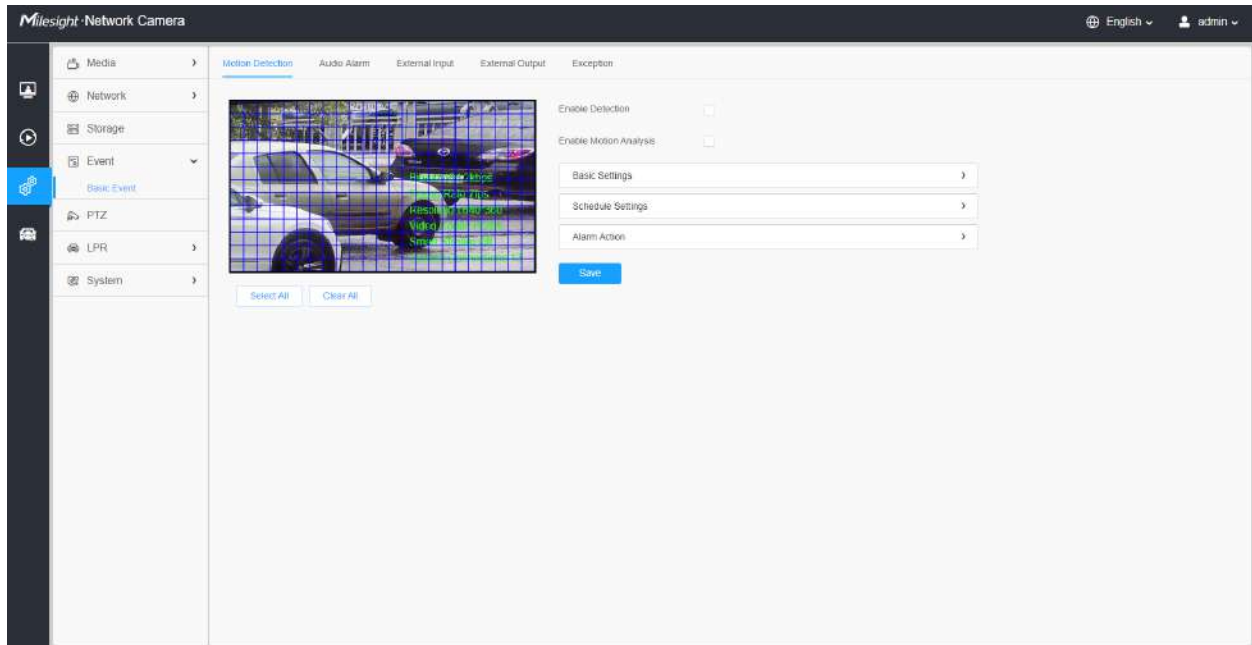 Milesight-Network Camera
English
admin
Media
Network
Storage
Event
Basic Event
PTZ
LPR
System
Motion Detection
Audio Alarm
External Input
External Output
Exception
Enable Detection
Enable Motion Analysis
Basic Settings
Schedule Settings
Alarm Action
Save
Select All
Clear All